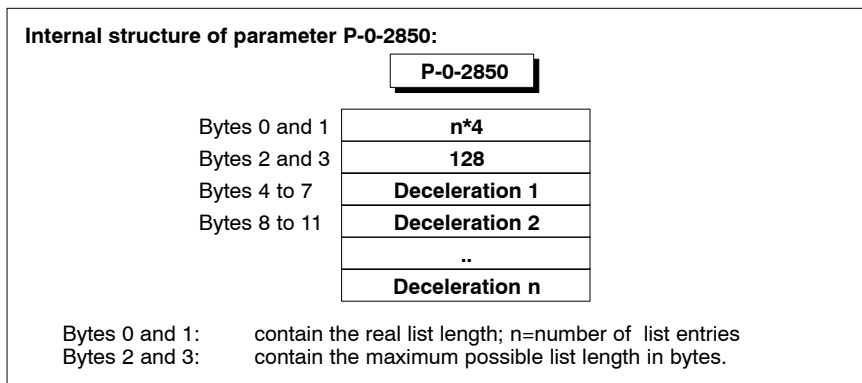 Internal structure of parameter P-0-2850:
P-0-2850
Bytes 0 and 1 n*4
Bytes 2 and 3 128
Bytes 4 to 7 Deceleration 1
Bytes 8 to 11 Deceleration 2
..
Deceleration n
Bytes 0 and 1: contain the real list length; n=number of list entries
Bytes 2 and 3: contain the maximum possible list length in bytes.